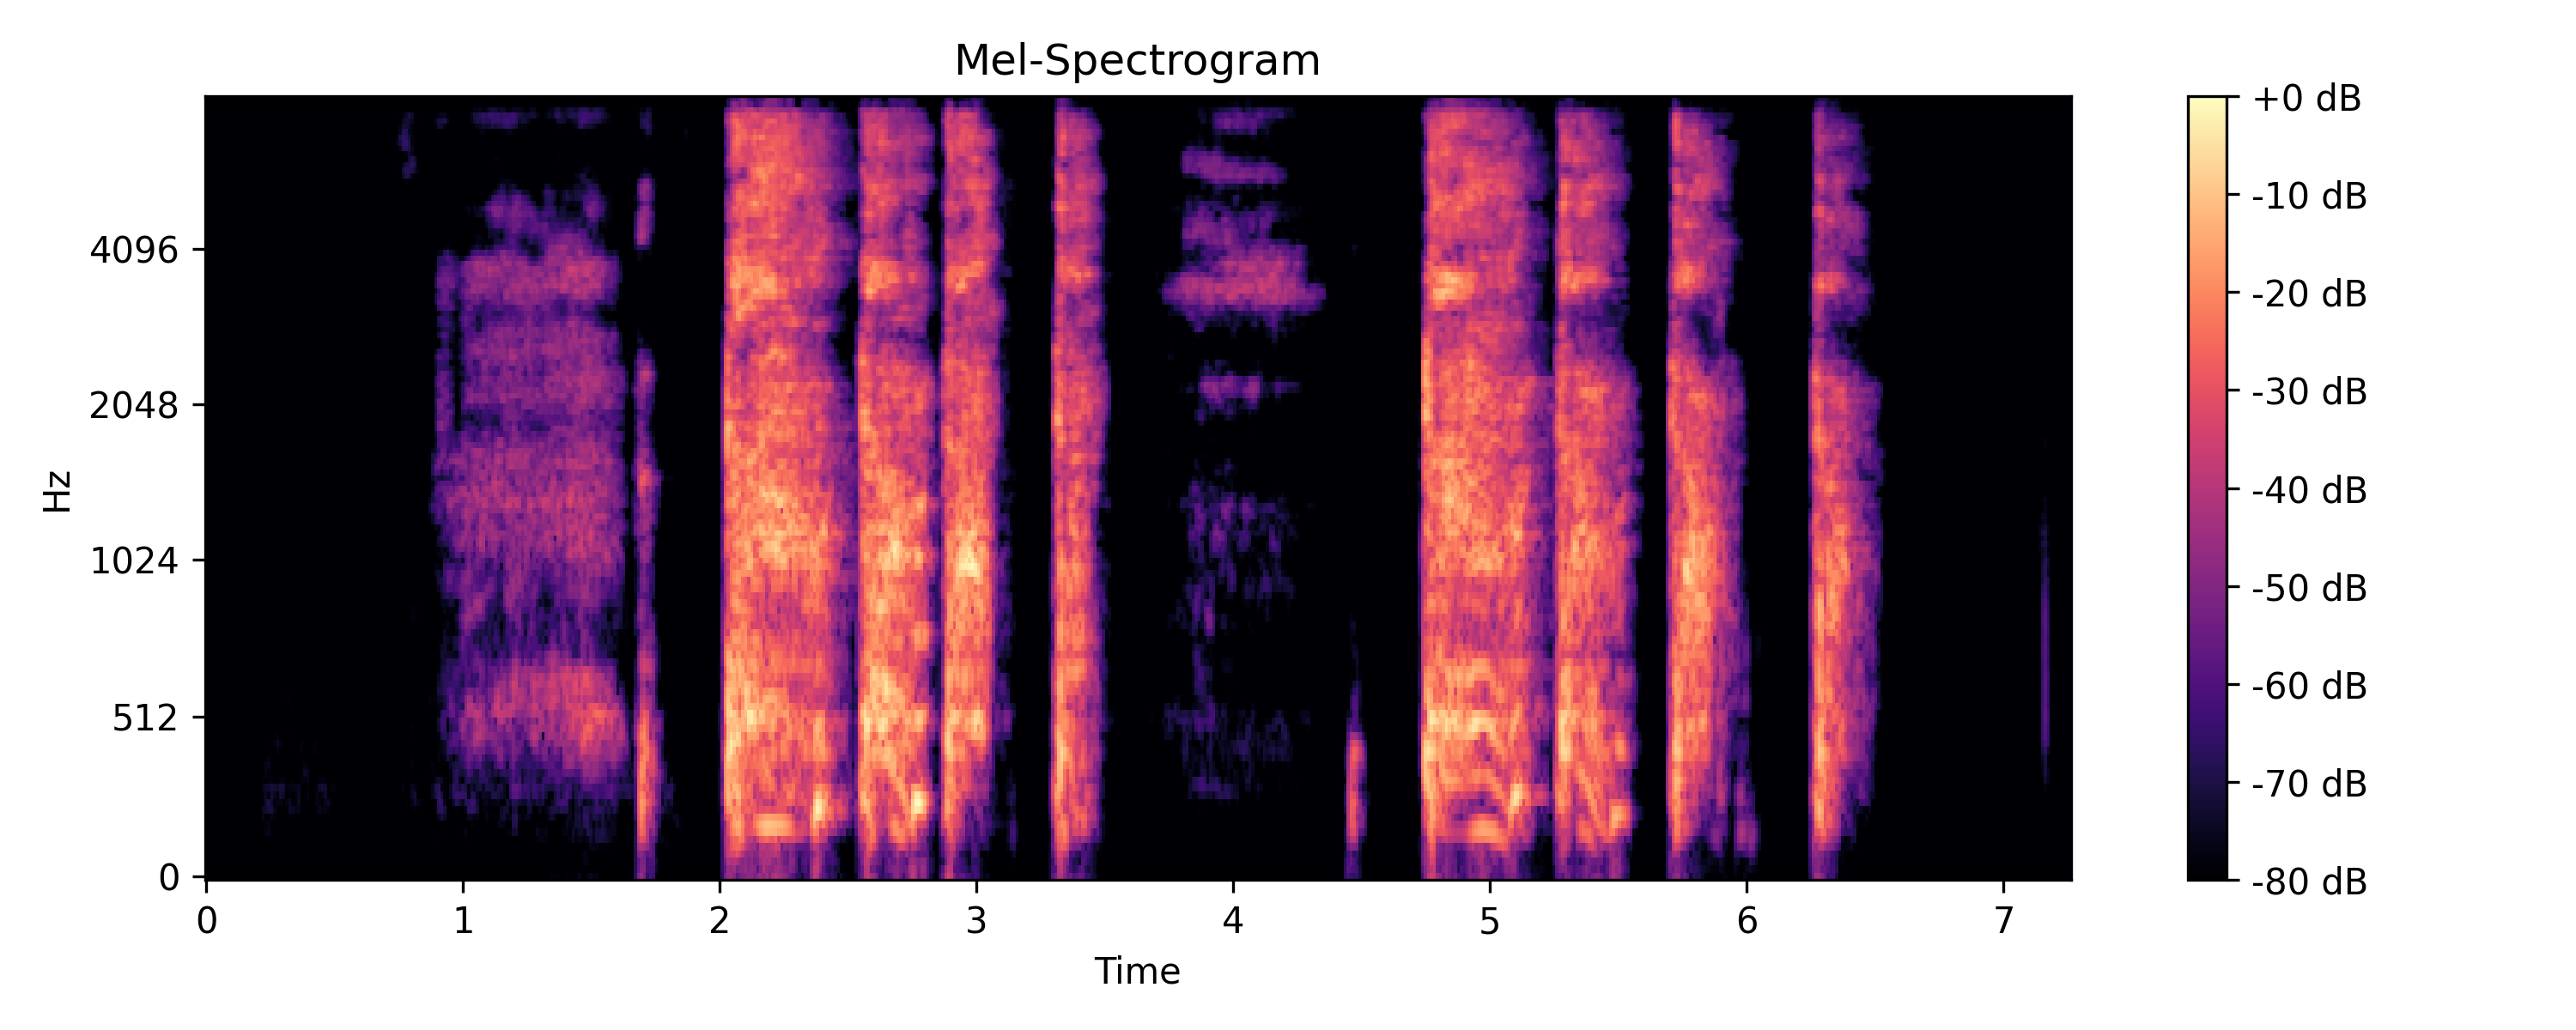 Mel-Spectrogram
+0 dB
-10 dB
-20 dB
-30 dB
-40 dB
-50 dB
-60 dB
-70 dB
-80 dB
Hz
4096
2048
1024
512
0
0 1 2 3 4 5 6 7
Time